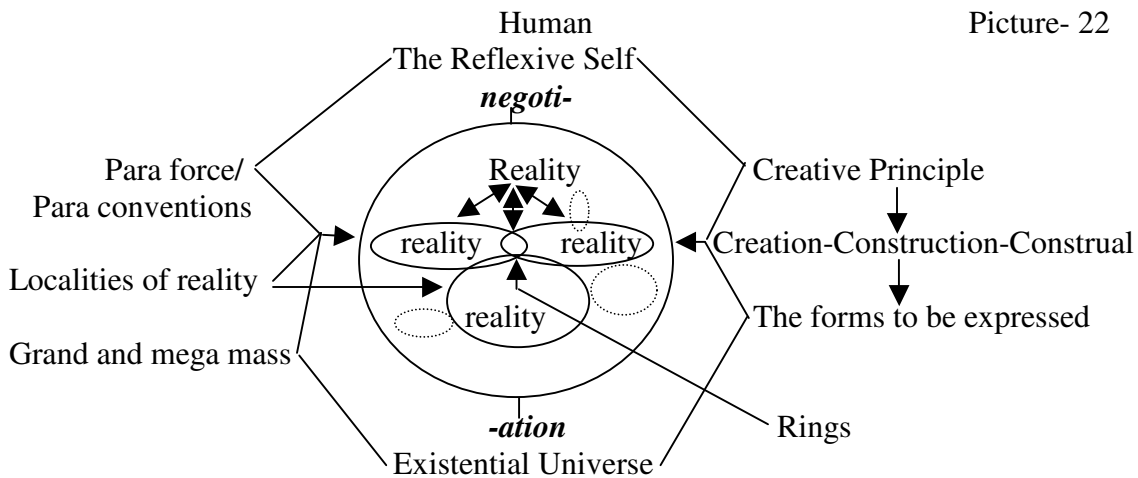 Human
Picture- 22
The Reflexive Self
negoti-
Para force/
Para conventions
Reality
Creative Principle
reality
reality
Creation-Construction-Construal
Localities of reality
reality
The forms to be expressed
Grand and mega mass
-ation
Rings
Existential Universe